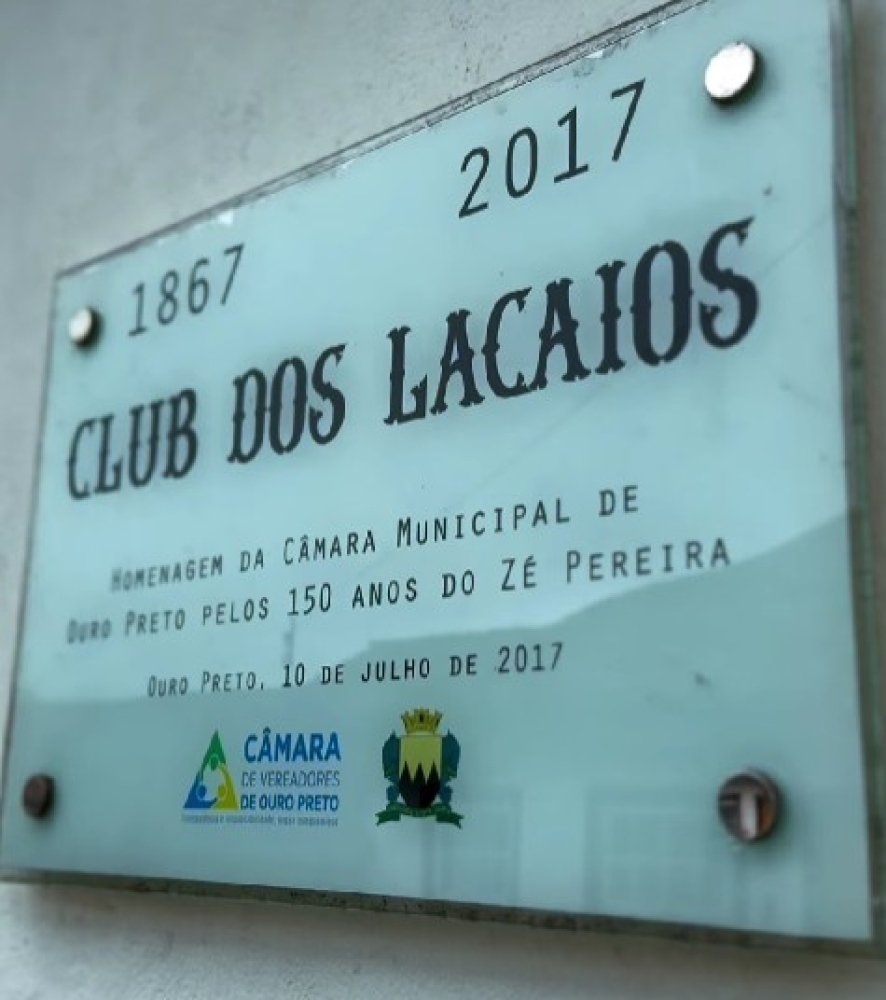 1867 2017
CLUB DOS LACAIOS
HOMENAGEM DA CÂMARA MUNICIPAL DE
OURO PRETO PELOS 150 ANOS DO ZÉ PEREIRA
OURO PRETO, 10 DE JULHO DE 2017
CÂMARA
DE VEREADORES
DE OURO PRETO